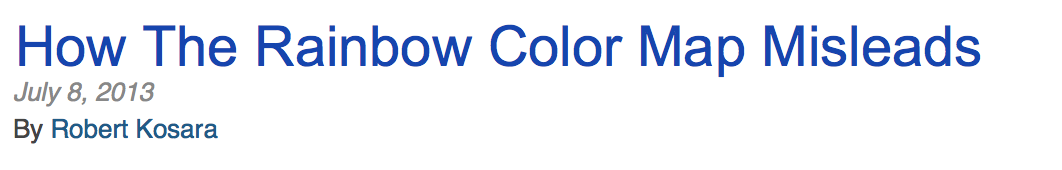 How The Rainbow Color Map Misleads
July 8, 2013
By Robert Kosara